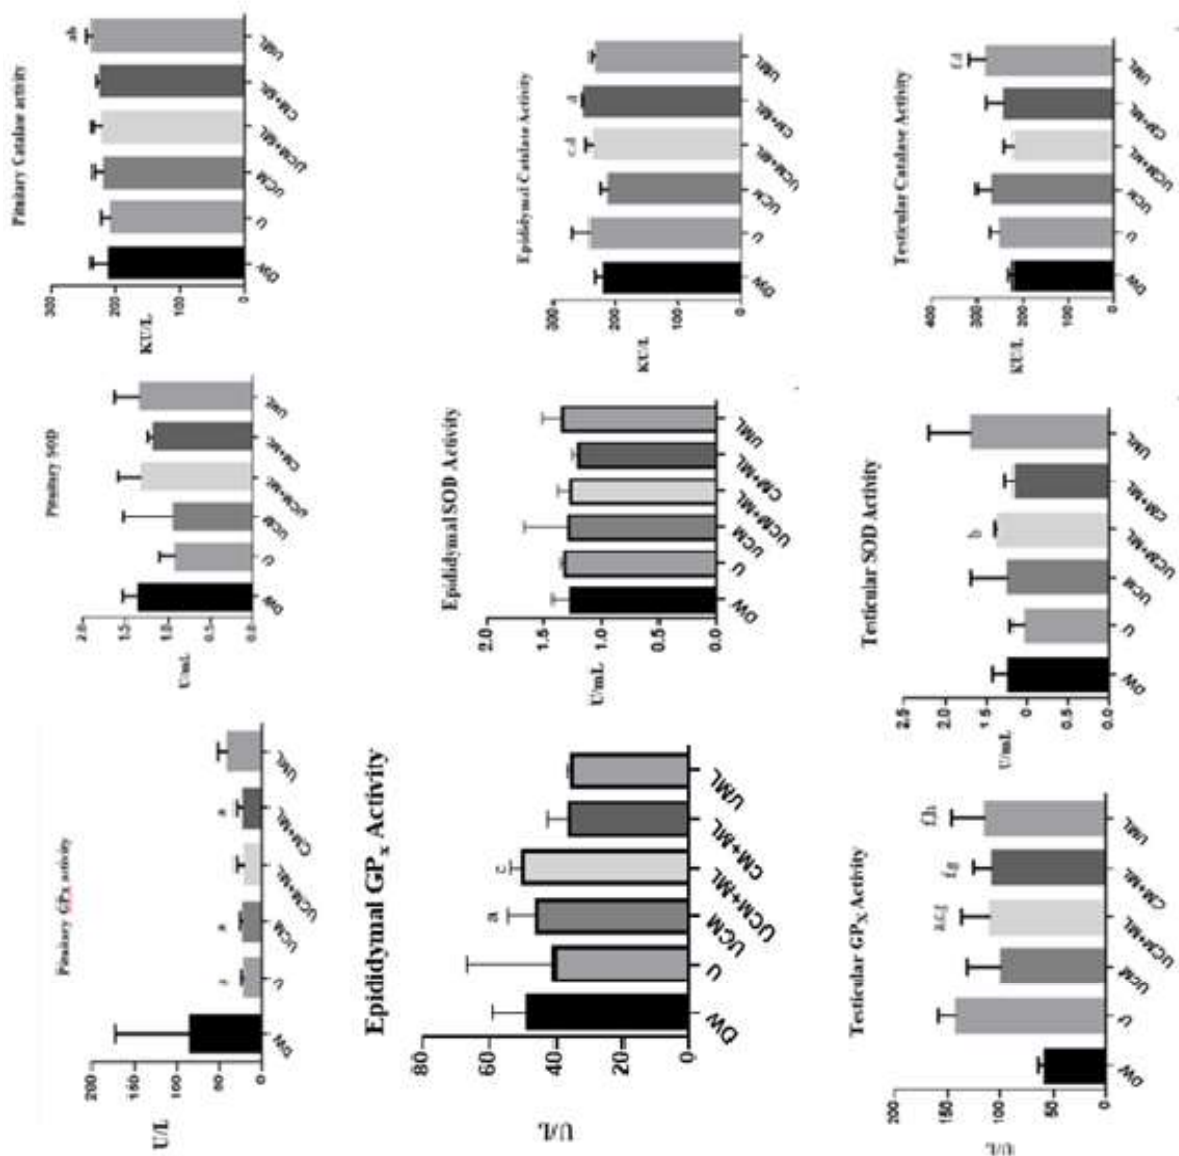 Pituitary GPx activity
U/L
200
150
100
50
0
a
a
DW
U
UCM
UCM+ML
CM+ML
UML
Pituitary SOD
U/mL
2.0
1.5
1.0
0.5
0.0
DW
U
UCM
UCM+ML
CM+ML
UML
Pituitary Catalase activity
KU/L
300
200
100
0
ab
DW
U
UCM
UCM+ML
CM+ML
UML
Epididymal GPx Activity
U/L
80
60
40
20
0
a
c
DW
U
UCM
UCM+ML
CM+ML
UML
Epididymal SOD Activity
U/mL
2.0
1.5
1.0
0.5
0.0
DW
U
UCM
UCM+ML
CM+ML
UML
Epididymal Catalase Activity
KU/L
300
200
100
0
c,d
a
DW
U
UCM
UCM+ML
CM+ML
UML
Testicular GPX Activity
U/L
200
150
100
50
0
f,g
f,h
DW
U
UCM
UCM+ML
CM+ML
UML
Testicular SOD Activity
U/mL
2.5
2.0
1.5
0
0.5
0.0
b
DW
U
UCM
UCM+ML
CM+ML
UML
Testicular Catalase Activity
KU/L
400
300
200
100
0
DW
U
UCM
UCM+ML
CM+ML
UML